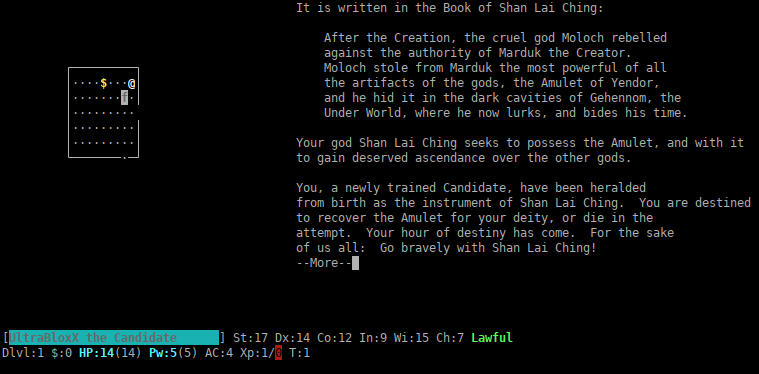 It is written in the Book of Shan Lai Ching:
After the Creation, the cruel god Moloch rebelled
against the authority of Marduk the Creator.
Moloch stole from Marduk the most powerful of all
the artifacts of the gods, the Amulet of Yendor,
and he hid it in the dark cavities of Gehennom, the
Under World, where he now lurks, and bides his time.
Your god Shan Lai Ching seeks to possess the Amulet, and with it
to gain deserved ascendance over the other gods.
You, a newly trained Candidate, have been heralded
from birth as the instrument of Shan Lai Ching.  You are destined
to recover the Amulet for your deity, or die in the
attempt.  Your hour of destiny has come.  For the sake
of us all:  Go bravely with Shan Lai Ching!
--More--
····$···@
·······f·
·········
·········
·········
.
[UltraBloxX the Candidate      ] St:17 Dx:14 Co:12 In:9 Wi:15 Ch:7 Lawful
Dlvl:1 $:0 HP:14(14) Pw:5(5) AC:4 Xp:1/0 T:1